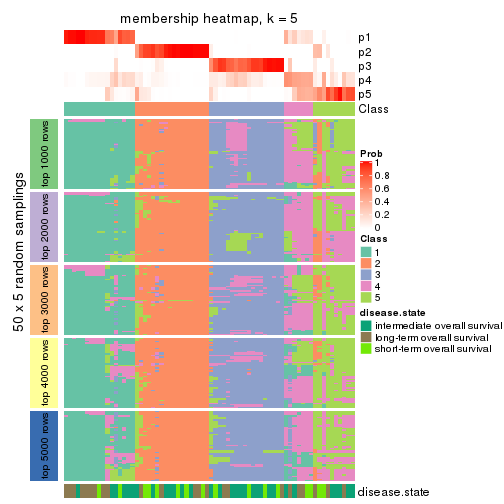 membership heatmap, k = 5
p1
p2
p3
p4
p5
Class
50 x 5 random samplings
top 1000 rows
top 2000 rows
top 3000 rows
top 4000 rows
top 5000 rows
Prob
1
0.8
0.6
0.4
0.2
0
Class
1
2
3
4
5
disease.state
intermediate overall survival
long-term overall survival
short-term overall survival
disease.state